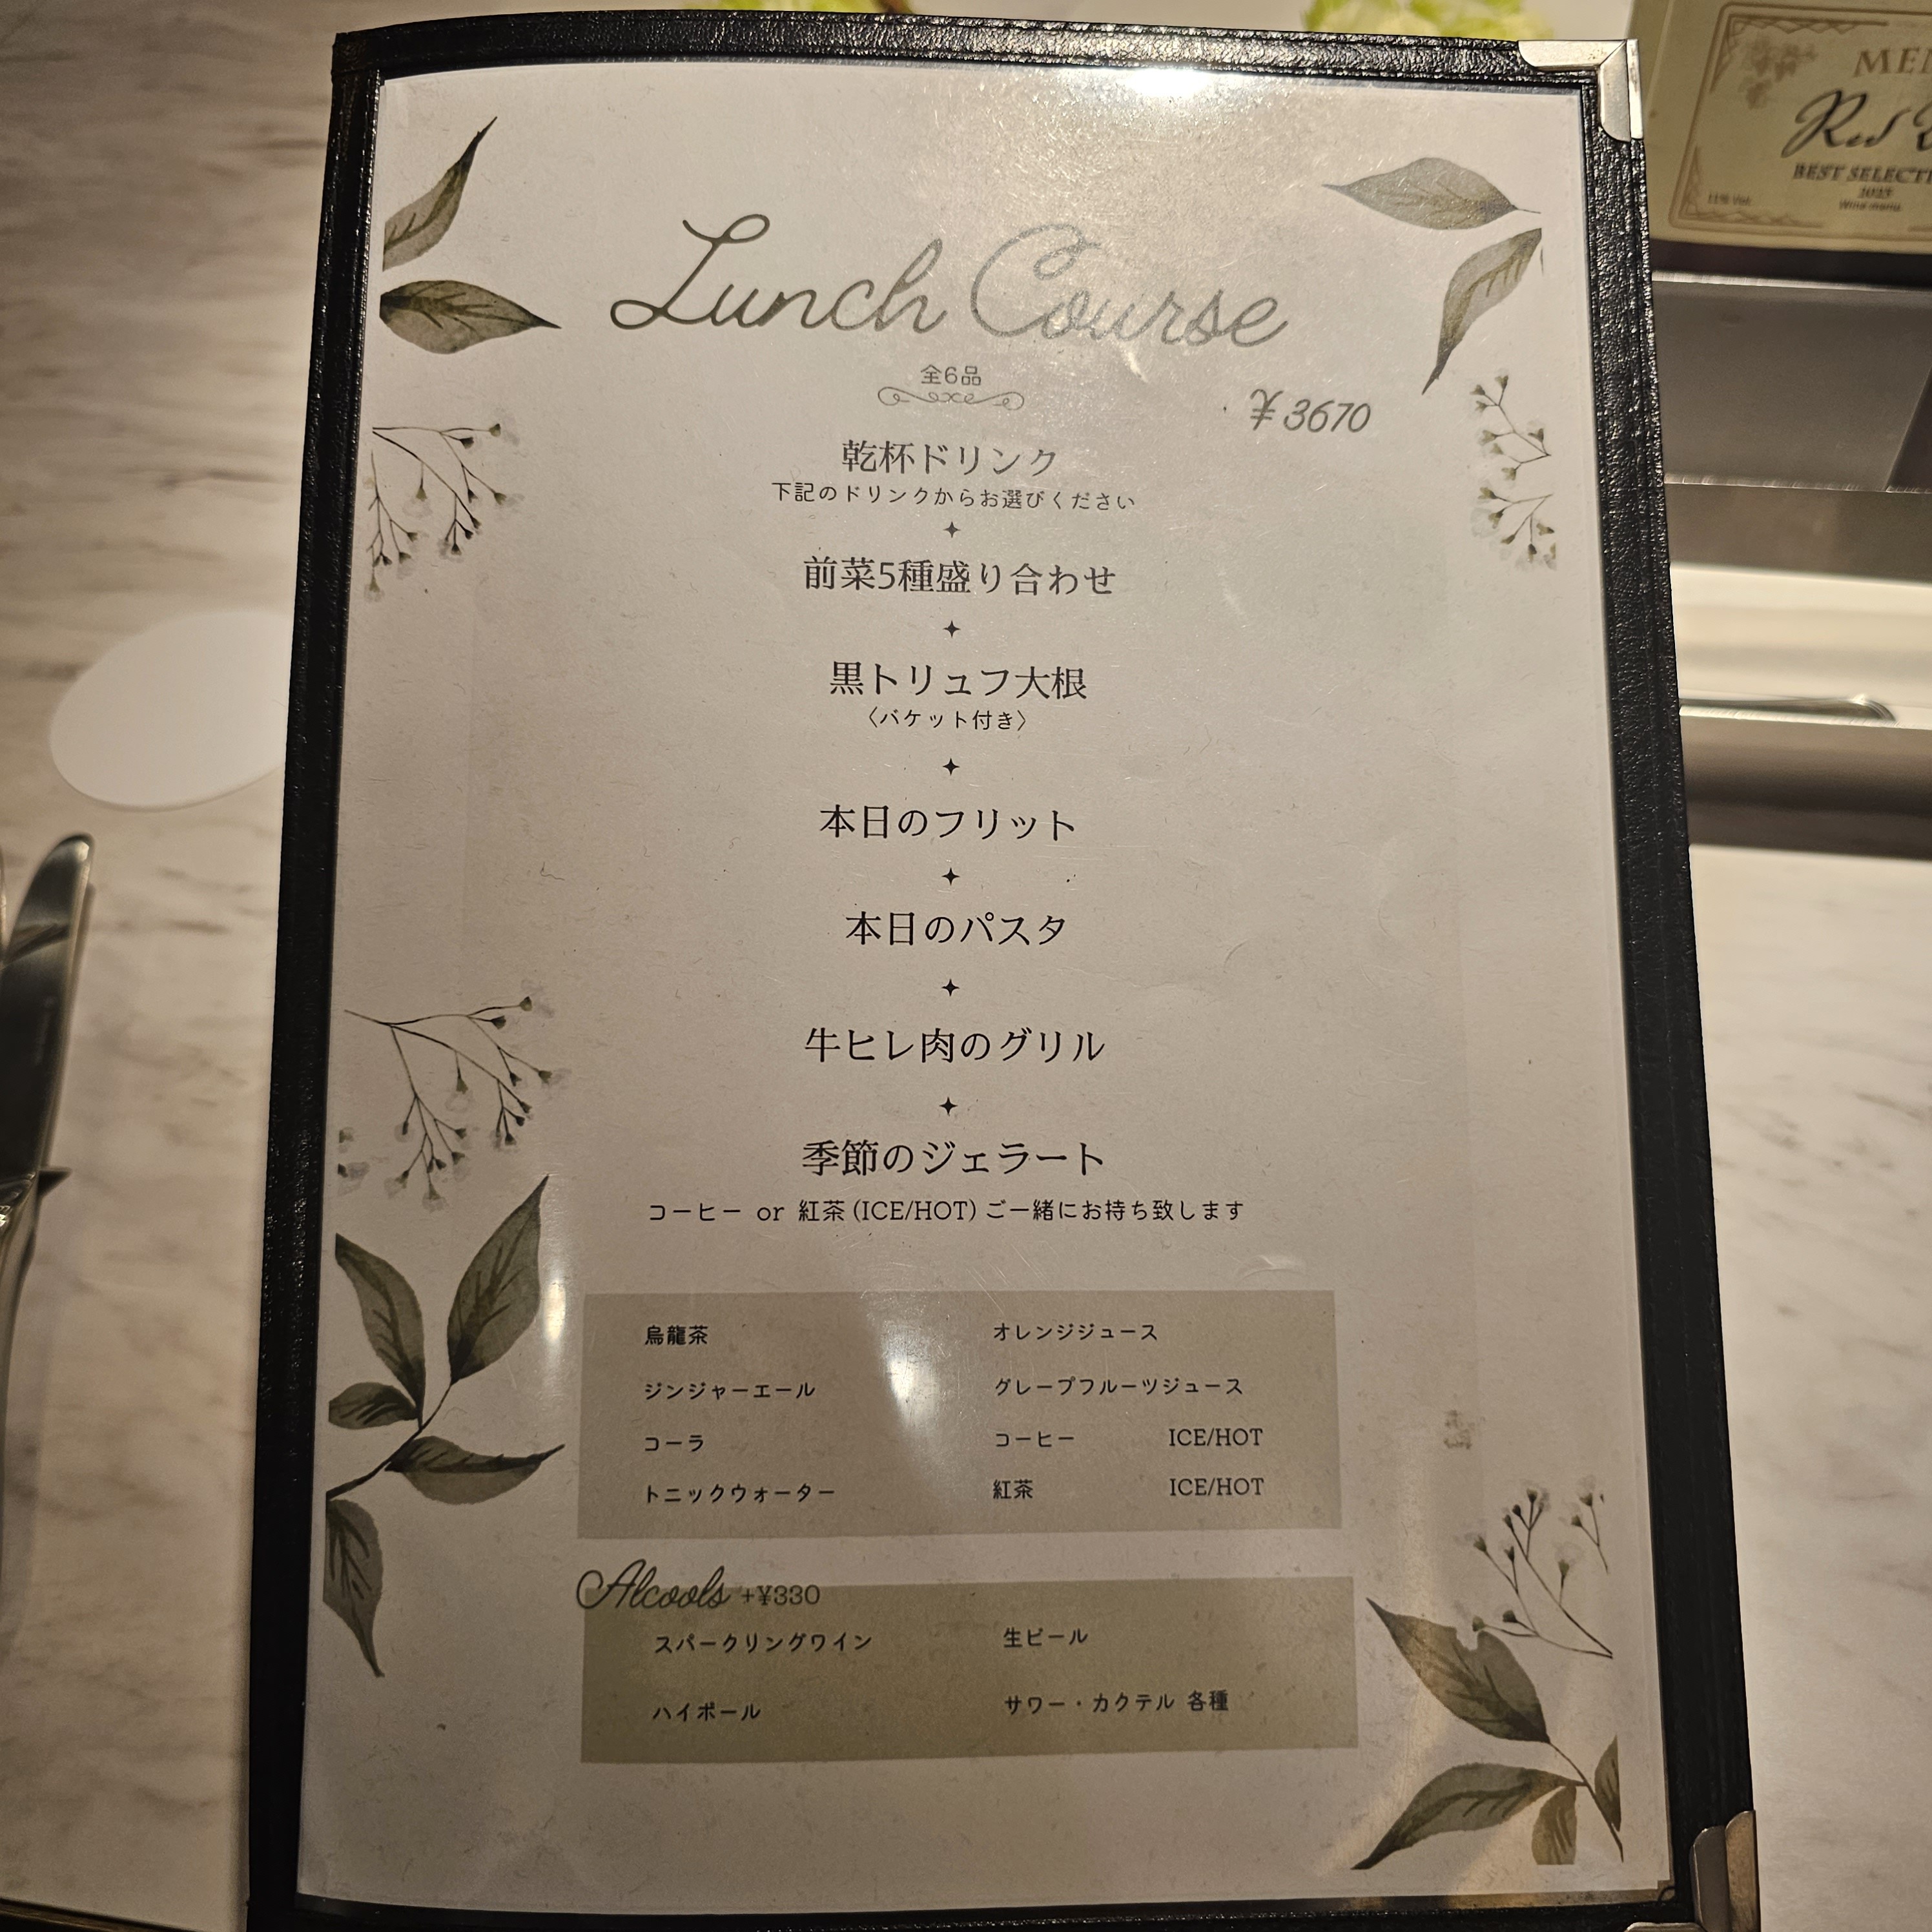 Lunch Course
全6品
¥3670
乾杯ドリンク
下記のドリンクからお選びください
前菜5種盛り合わせ
黒トリュフ大根
〈バケット付き〉
本日のフリット
本日のパスタ
牛ヒレ肉のグリル
季節のジェラート
コーヒー or 紅茶 (ICE/HOT) ご一緒にお持ち致します
烏龍茶 オレンジジュース
ジンジャーエール グレープフルーツジュース
コーラ コーヒー ICE/HOT
トニックウォーター 紅茶 ICE/HOT
Alcools +¥330
スパークリングワイン 生ビール
ハイボール サワー・カクテル 各種
Red
BEST
Wine menu